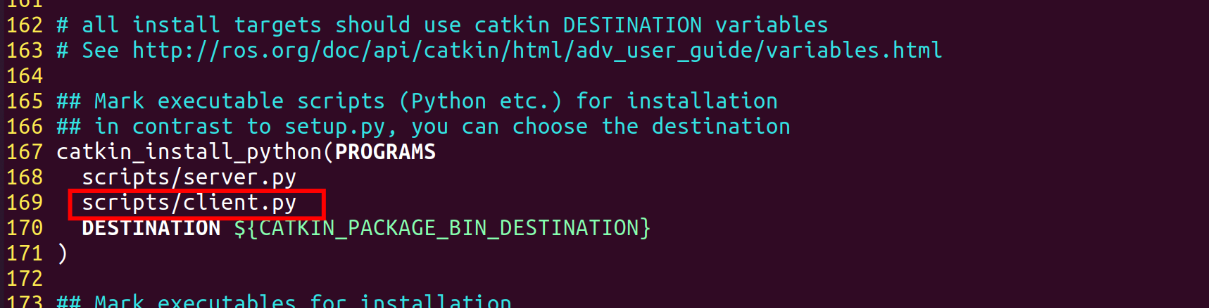 161
162 # all install targets should use catkin DESTINATION variables
163 # See http://ros.org/doc/api/catkin/html/adv_user_guide/variables.html
164
165 ## Mark executable scripts (Python etc.) for installation
166 ## in contrast to setup.py, you can choose the destination
167 catkin_install_python(PROGRAMS
168   scripts/server.py
169   scripts/client.py
170   DESTINATION ${CATKIN_PACKAGE_BIN_DESTINATION}
171 )
172
173 ## Mark executables for installation